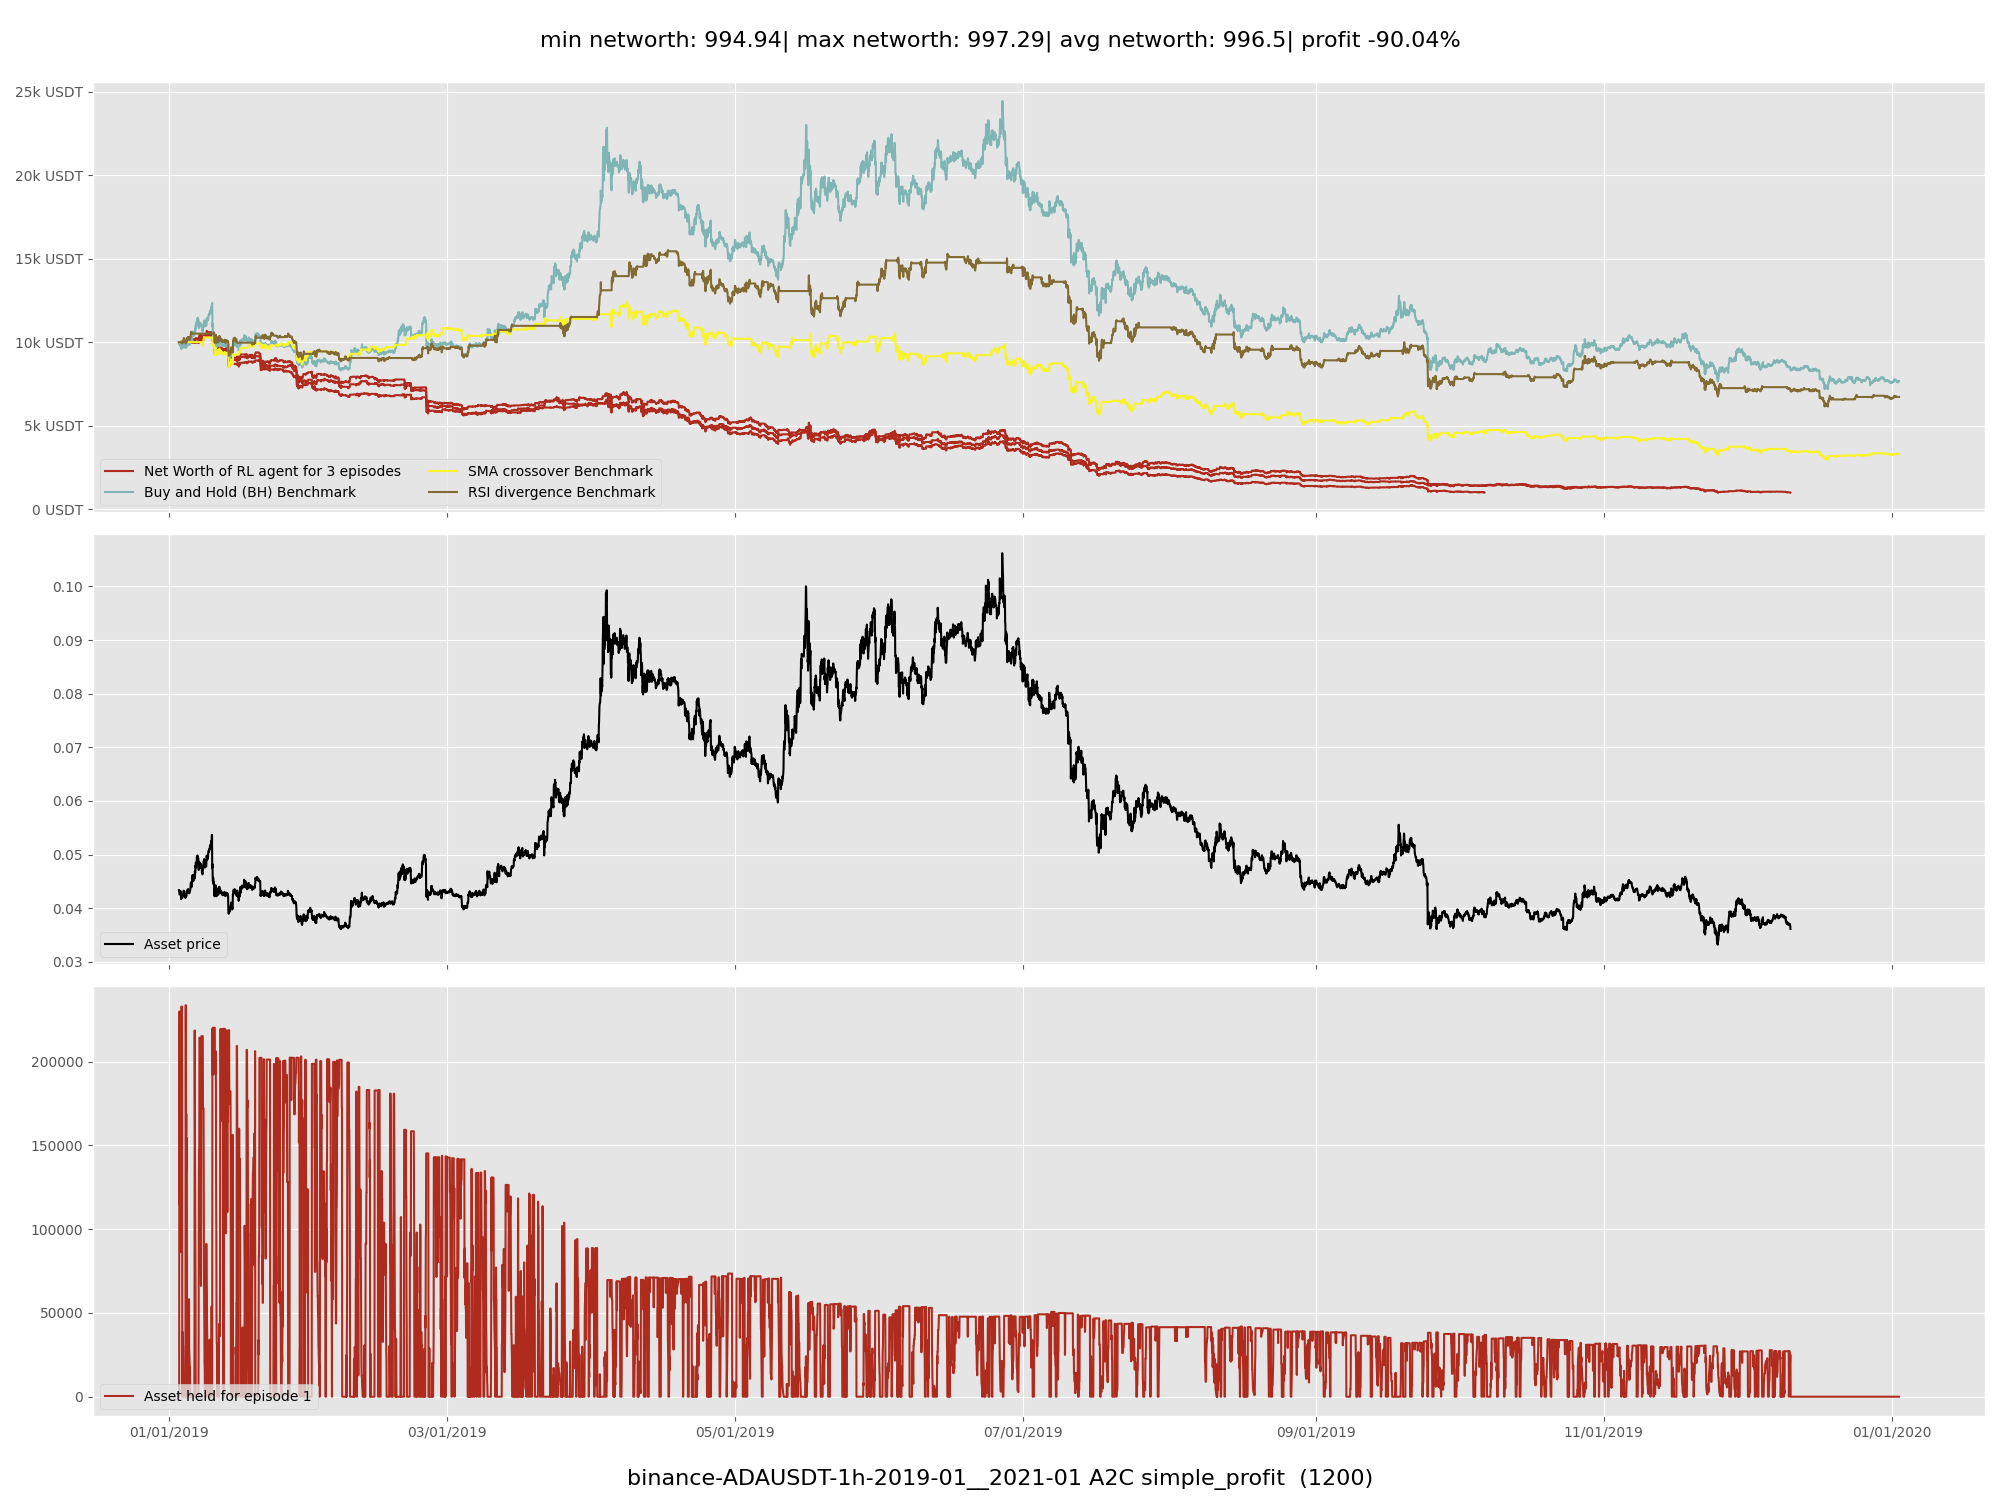 min networth: 994.94| max networth: 997.29| avg networth: 996.5| profit -90.04%
25k USDT
20k USDT
15k USDT
10k USDT
5k USDT
0 USDT
Net Worth of RL agent for 3 episodes
Buy and Hold (BH) Benchmark
SMA crossover Benchmark
RSI divergence Benchmark
0.10
0.09
0.08
0.07
0.06
0.05
0.04
0.03
Asset price
200000
150000
100000
50000
0
Asset held for episode 1
01/01/2019
03/01/2019
05/01/2019
07/01/2019
09/01/2019
11/01/2019
01/01/2020
binance-ADAUSDT-1h-2019-01__2021-01 A2C simple_profit  (1200)